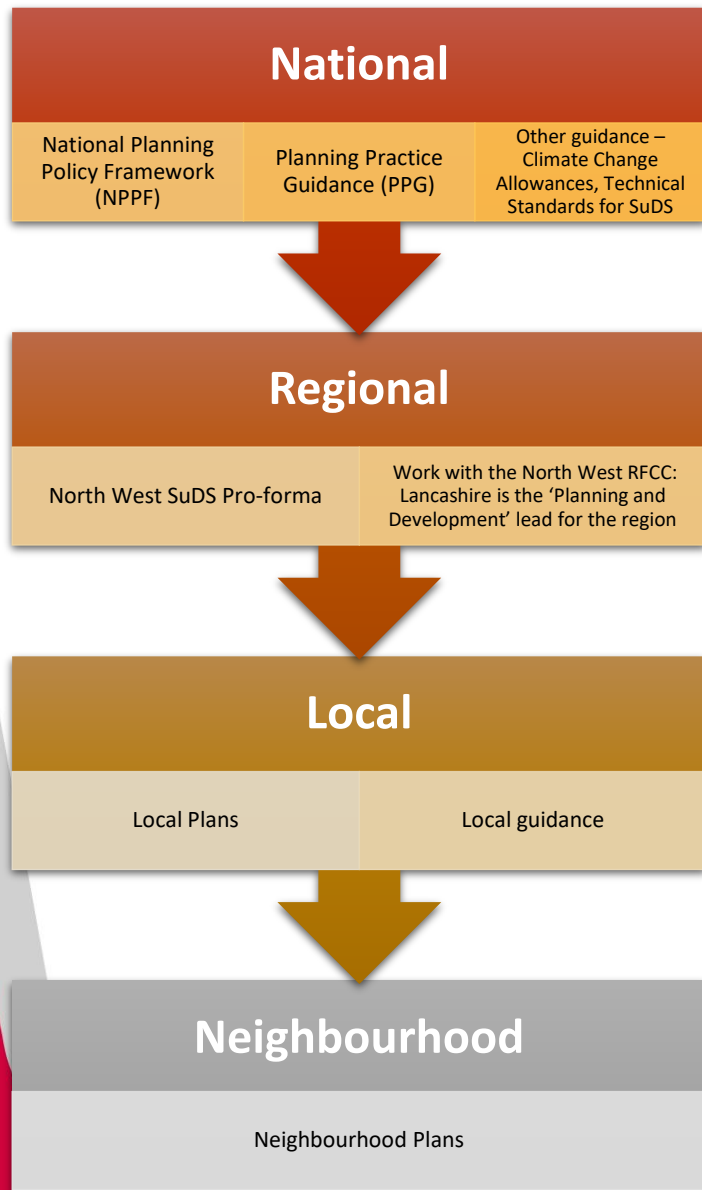 National
National Planning
Policy Framework
(NPPF)
Planning Practice
Guidance (PPG)
Other guidance –
Climate Change
Allowances, Technical
Standards for SuDS
Regional
North West SuDS Pro-forma
Work with the North West RFCC:
Lancashire is the ‘Planning and
Development’ lead for the region
Local
Local Plans
Local guidance
Neighbourhood
Neighbourhood Plans